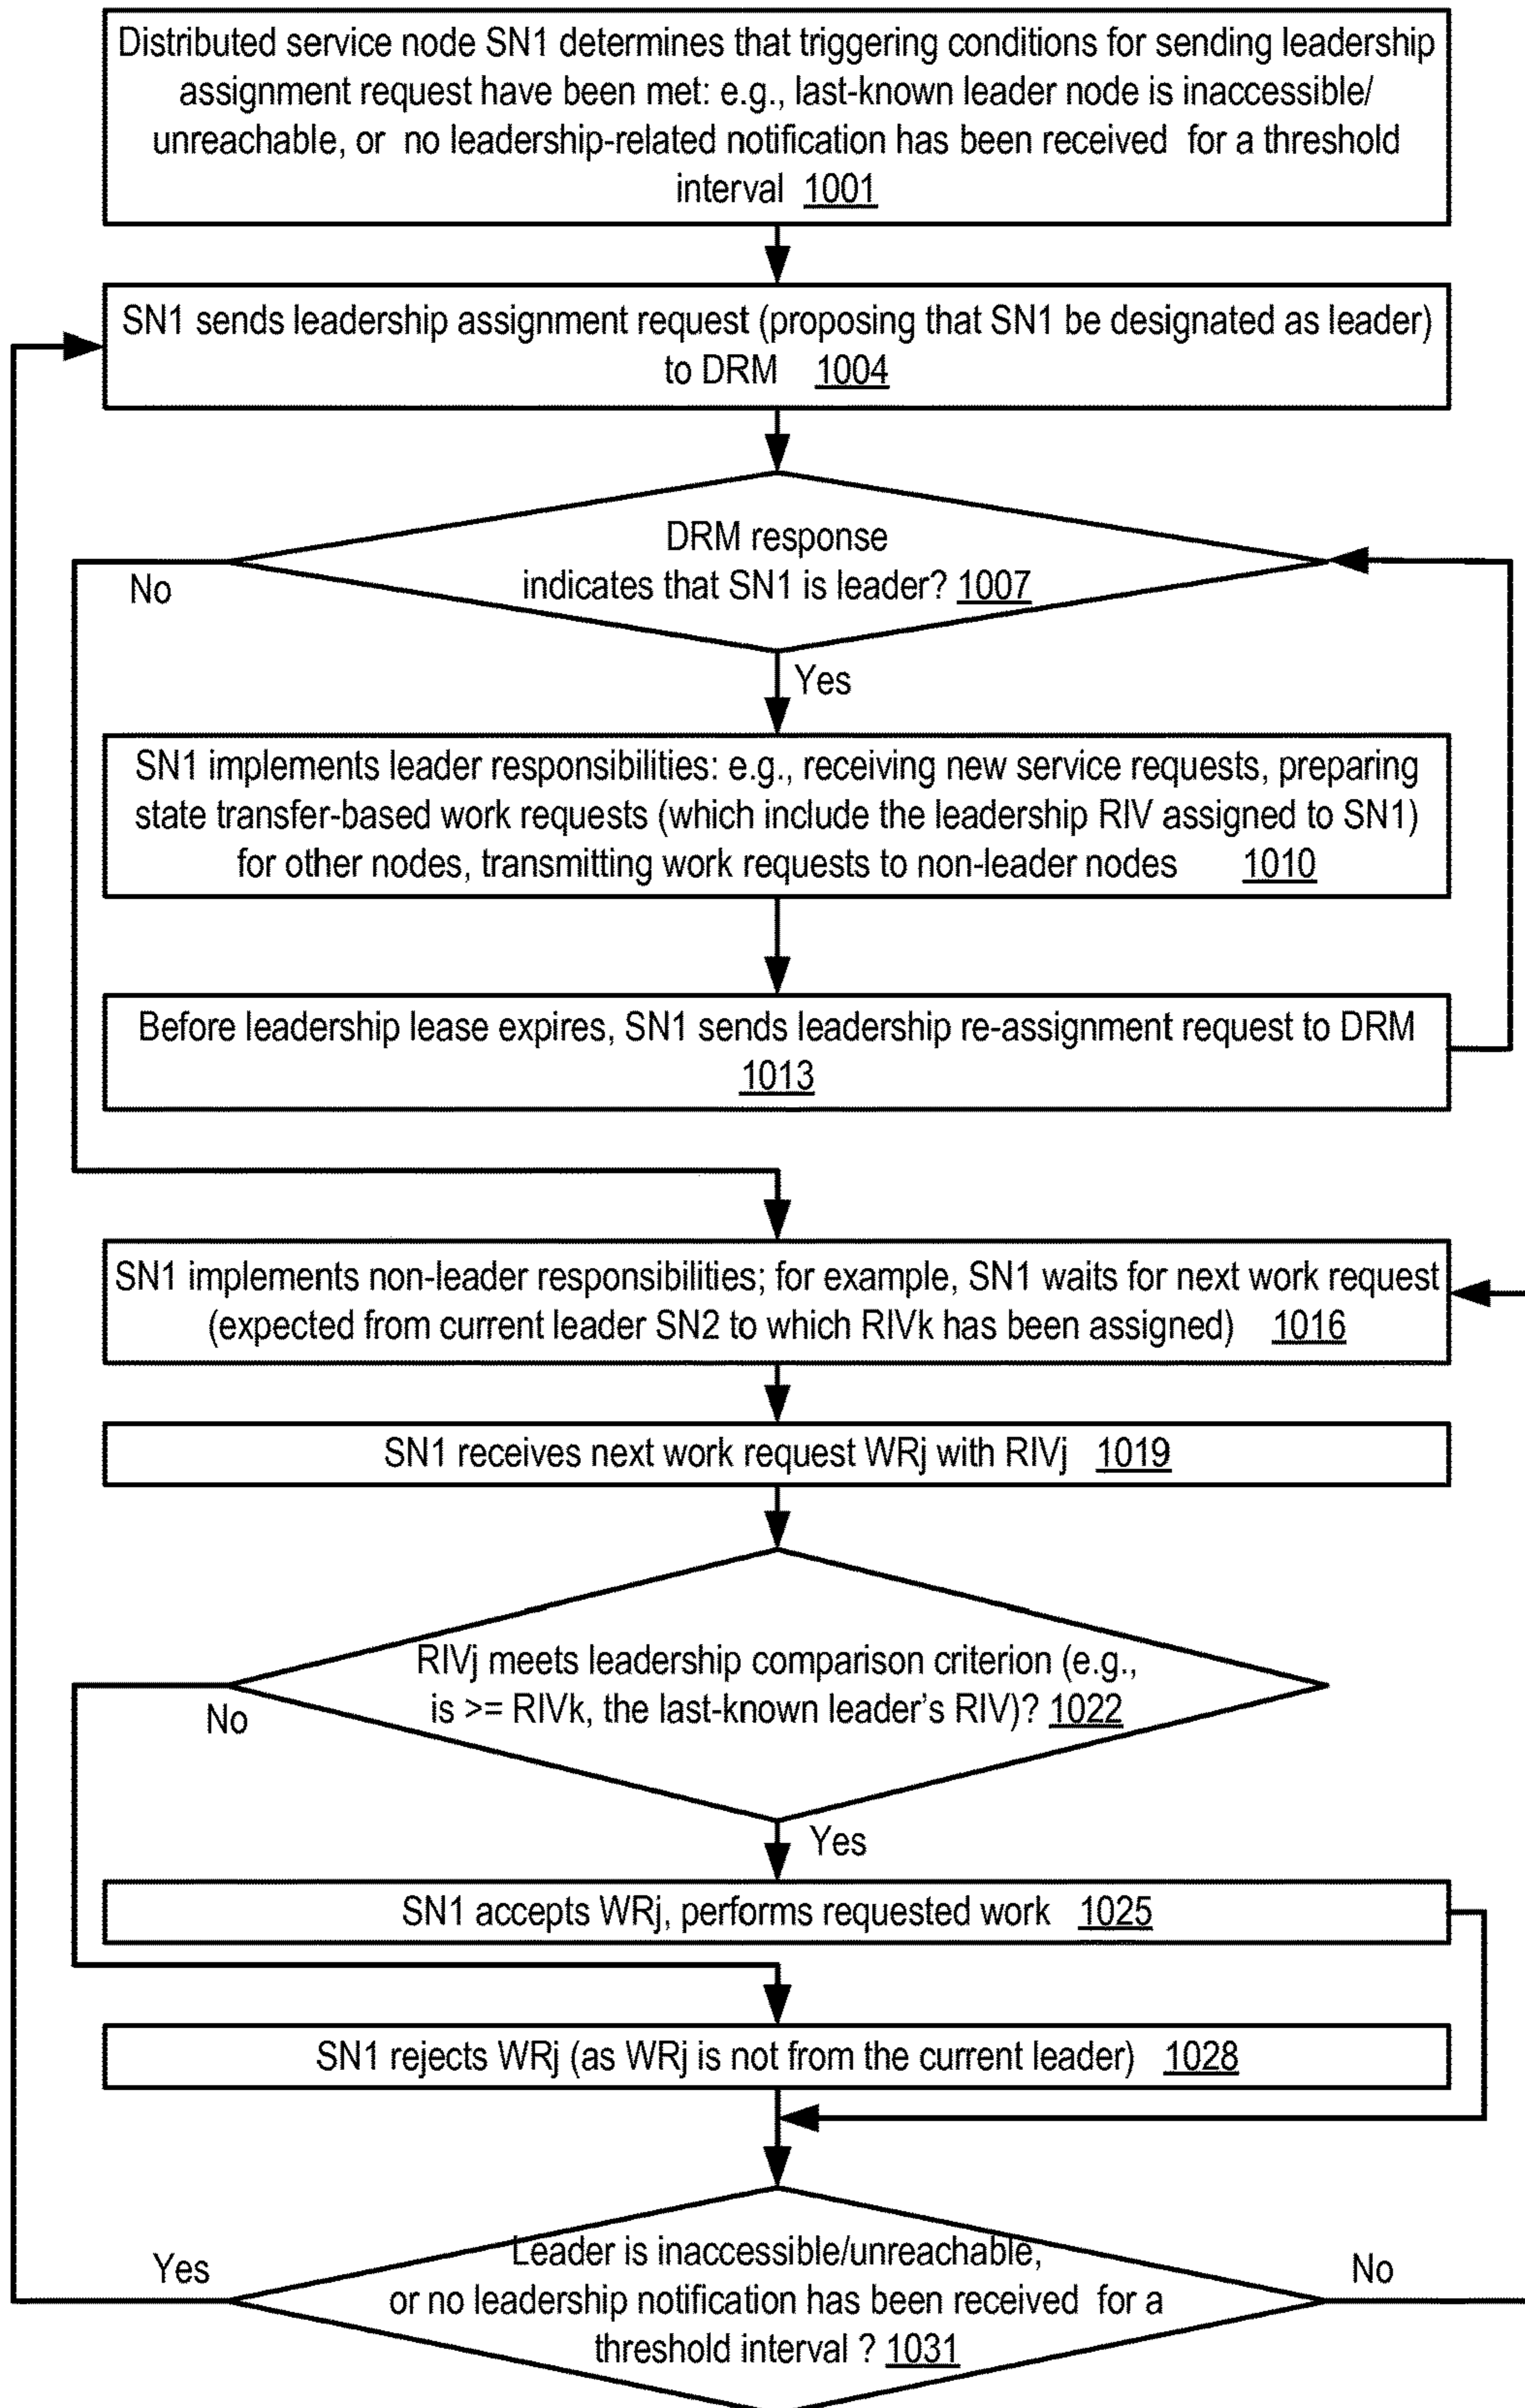 Distributed service node SN1 determines that triggering conditions for sending leadership
assignment request have been met: e.g., last-known leader node is inaccessible/
unreachable, or no leadership-related notification has been received for a threshold
interval 1001
SN1 sends leadership assignment request (proposing that SN1 be designated as leader)
to DRM 1004
DRM response
indicates that SN1 is leader? 1007
No
Yes
SN1 implements leader responsibilities: e.g., receiving new service requests, preparing
state transfer-based work requests (which include the leadership RIV assigned to SN1)
for other nodes, transmitting work requests to non-leader nodes 1010
Before leadership lease expires, SN1 sends leadership re-assignment request to DRM
1013
SN1 implements non-leader responsibilities; for example, SN1 waits for next work request
(expected from current leader SN2 to which RIVk has been assigned) 1016
SN1 receives next work request WRj with RIVj 1019
RIVj meets leadership comparison criterion (e.g.,
is >= RIVk, the last-known leader's RIV)? 1022
No
Yes
SN1 accepts WRj, performs requested work 1025
SN1 rejects WRj (as WRj is not from the current leader) 1028
Leader is inaccessible/unreachable,
or no leadership notification has been received for a
threshold interval ? 1031
Yes
No